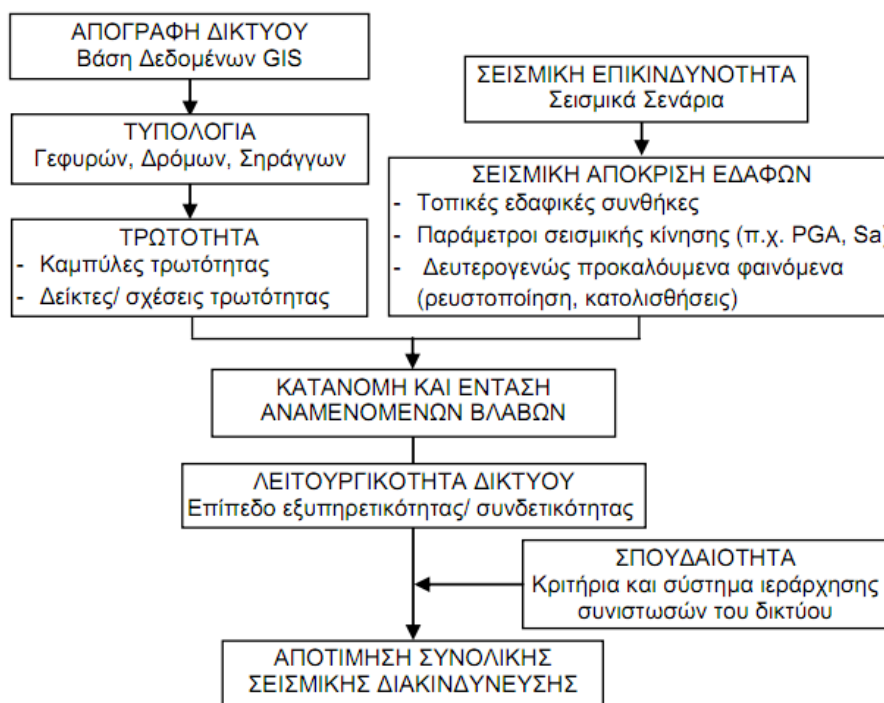 ΑΠΟΓΡΑΦΗ ΔΙΚΤΥΟΥ
Βάση Δεδομένων GIS
ΤΥΠΟΛΟΓΙΑ
Γεφυρών, Δρόμων, Σηράγγων
ΤΡΩΤΟΤΗΤΑ
- Καμπύλες τρωτότητας
- Δείκτες/ σχέσεις τρωτότητας
ΣΕΙΣΜΙΚΗ ΕΠΙΚΙΝΔΥΝΟΤΗΤΑ
Σεισμικά Σενάρια
ΣΕΙΣΜΙΚΗ ΑΠΟΚΡΙΣΗ ΕΔΑΦΩΝ
- Τοπικές εδαφικές συνθήκες
- Παράμετροι σεισμικής κίνησης (π.χ. PGA, Sa)
- Δευτερογενώς προκαλόυμενα φαινόμενα
(ρευστοποίηση, κατολισθήσεις)
ΚΑΤΑΝΟΜΗ ΚΑΙ ΕΝΤΑΣΗ
ΑΝΑΜΕΝΟΜΕΝΩΝ ΒΛΑΒΩΝ
ΛΕΙΤΟΥΡΓΙΚΟΤΗΤΑ ΔΙΚΤΥΟΥ
Επίπεδο εξυπηρετικότητας/ συνδετικότητας
ΣΠΟΥΔΑΙΟΤΗΤΑ
Κριτήρια και σύστημα ιεράρχησης
συνιστωσών του δικτύου
ΑΠΟΤΙΜΗΣΗ ΣΥΝΟΛΙΚΗΣ
ΣΕΙΣΜΙΚΗΣ ΔΙΑΚΙΝΔΥΝΕΥΣΗΣ